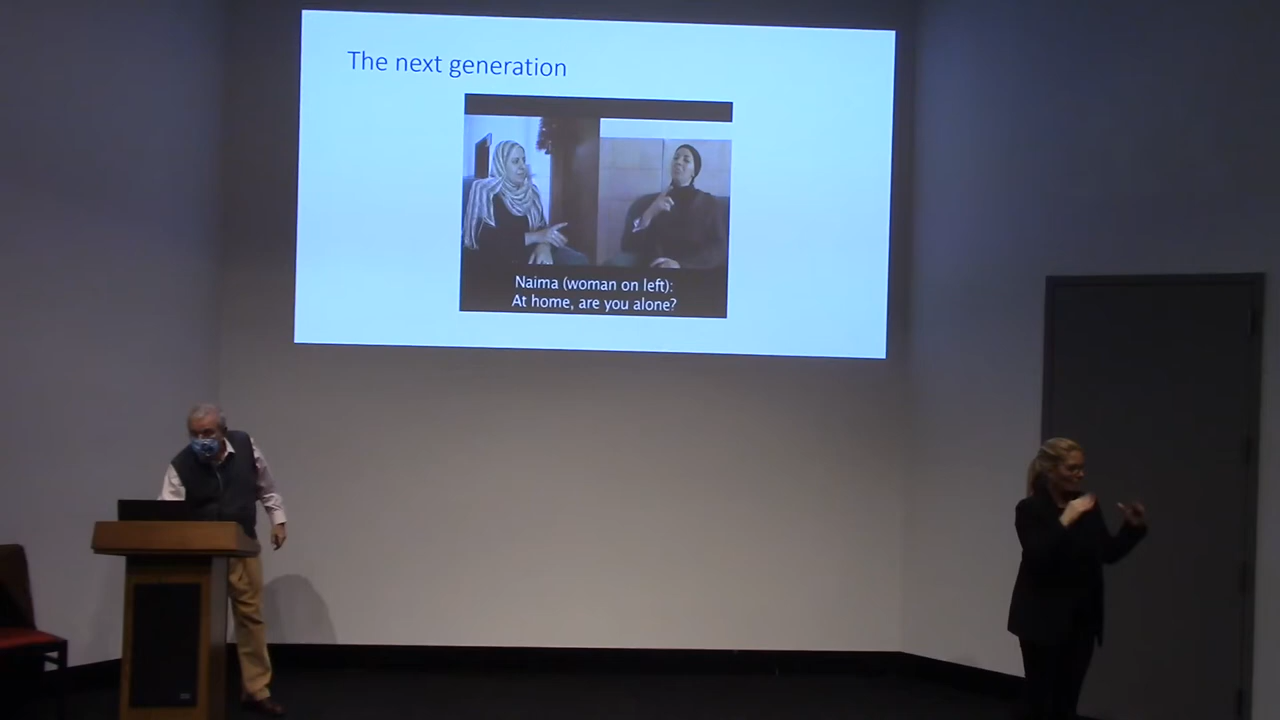 The next generation
Naima (woman on left):
At home, are you alone?